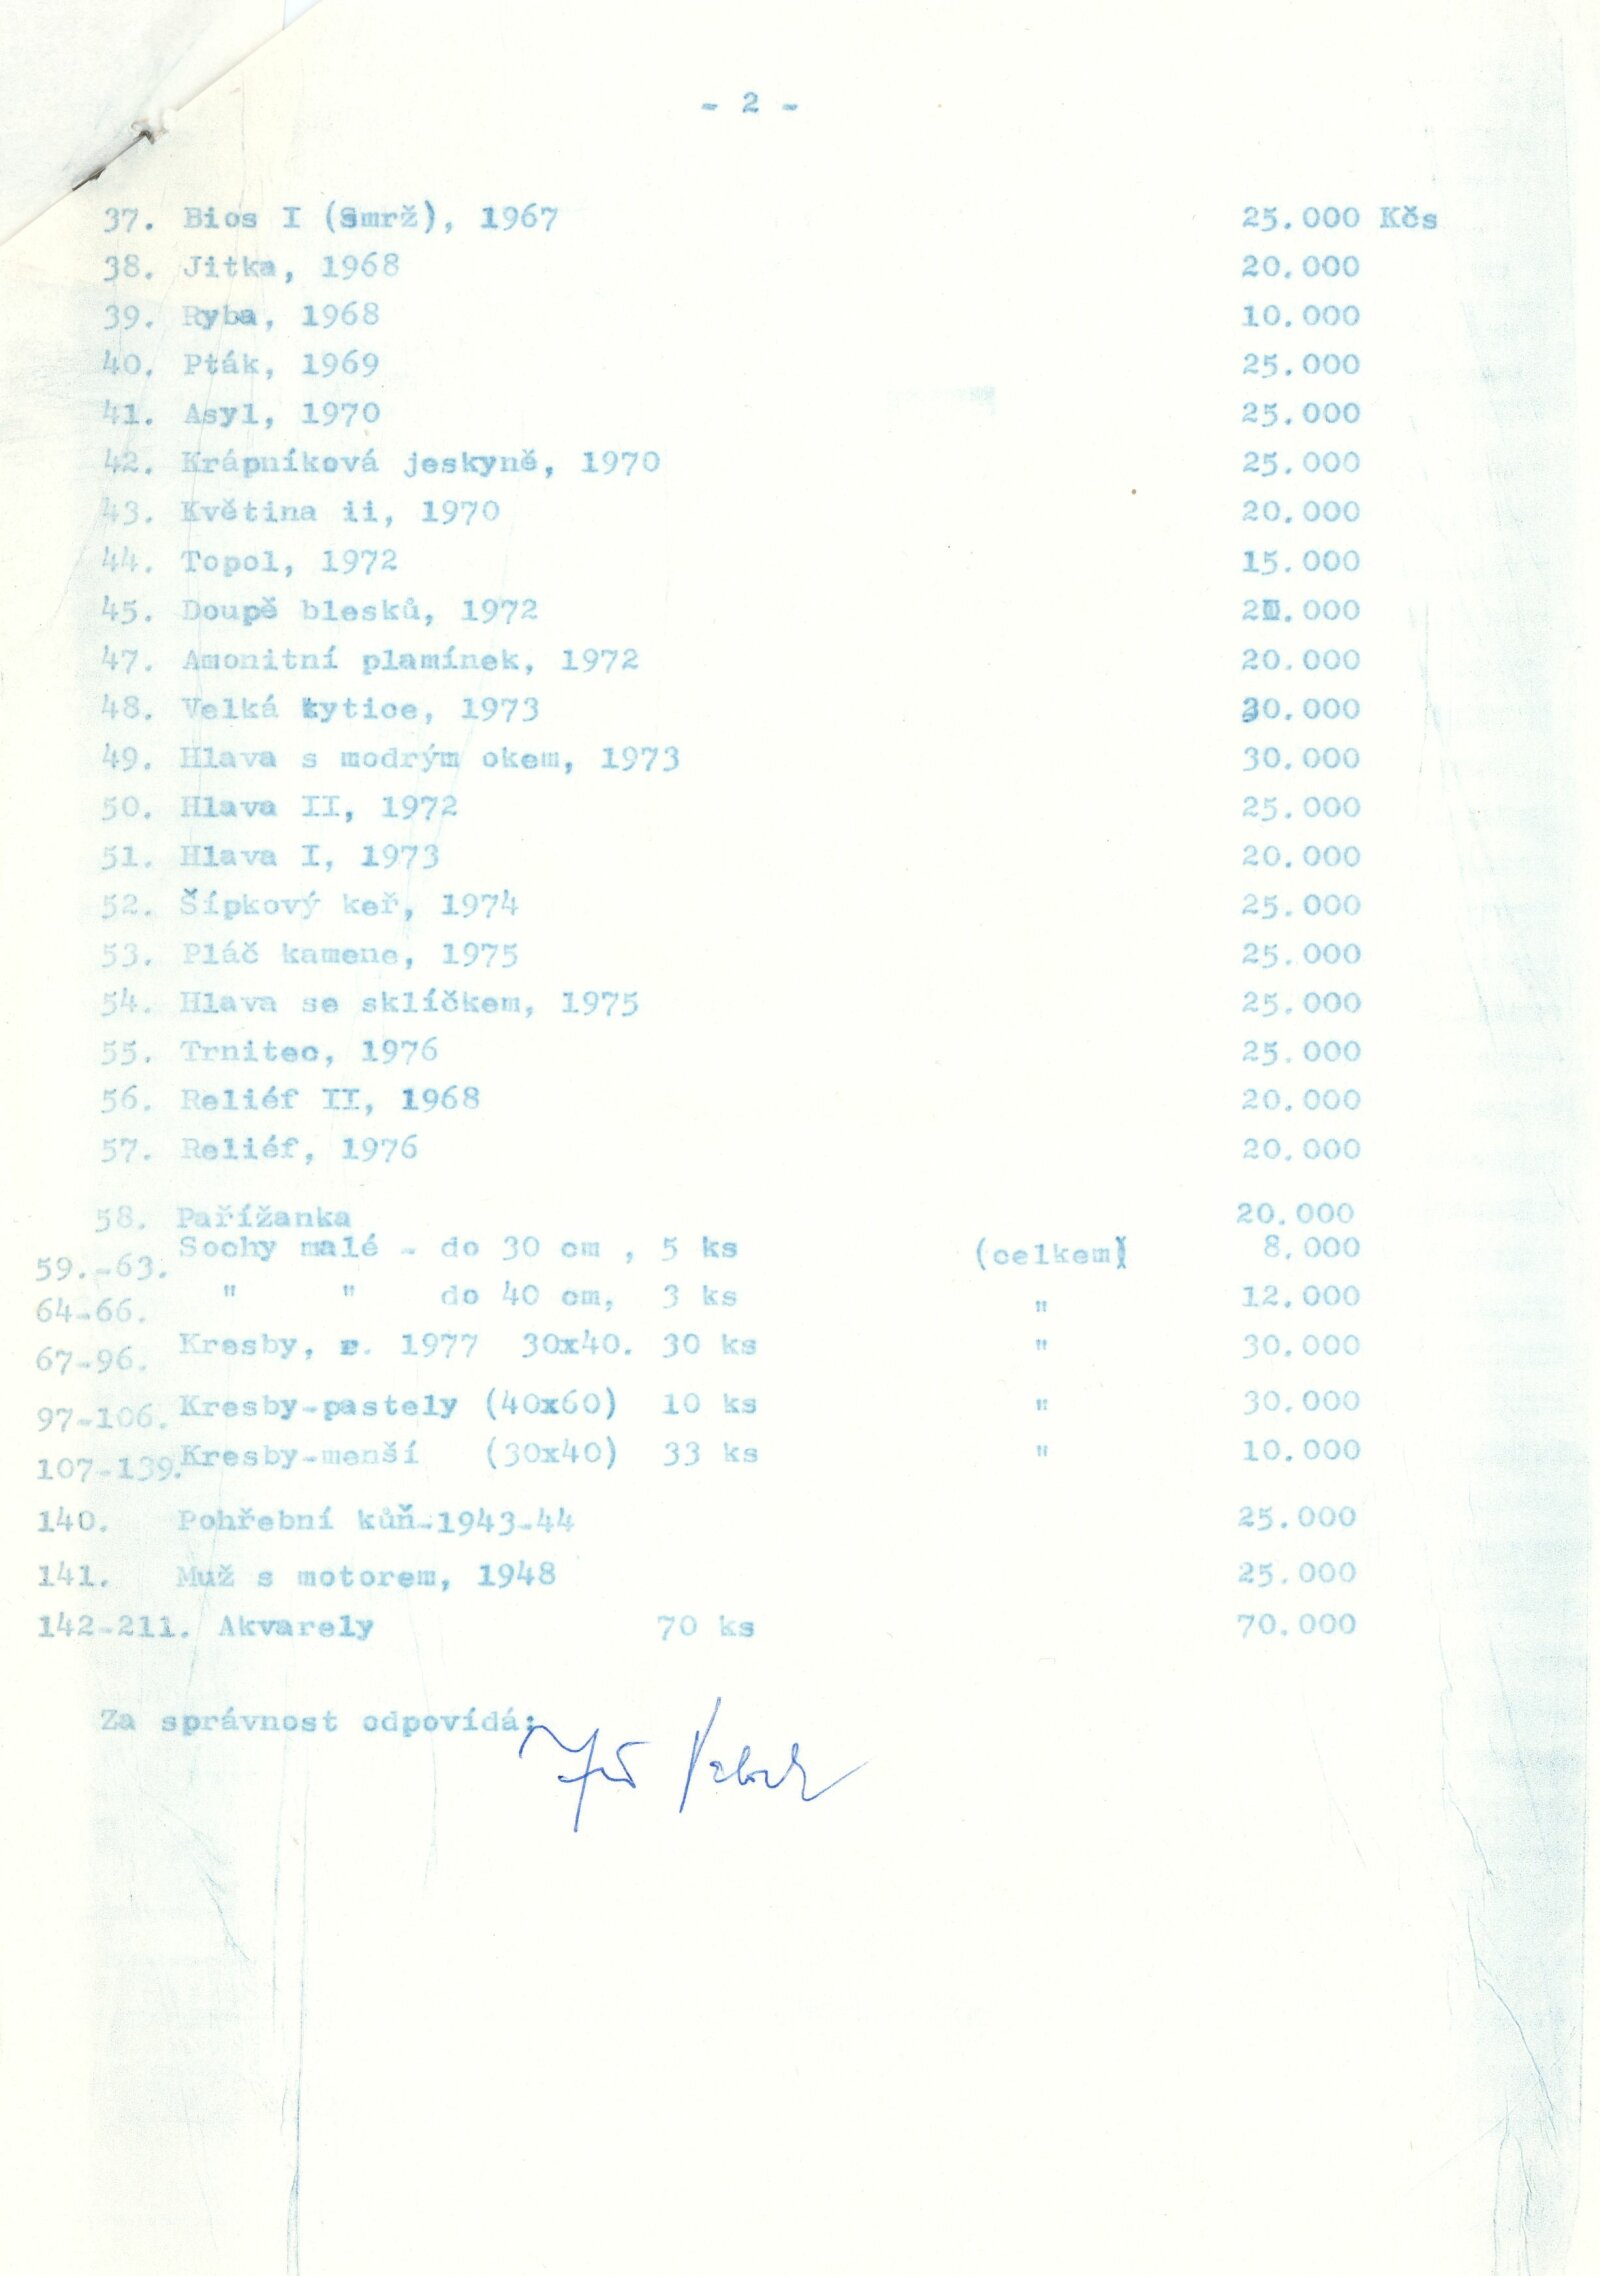 - 2 -
37. Bios I (Smrž), 1967 25.000 Kčs
38. Jitka, 1968 20.000
39. Ryba, 1968 10.000
40. Pták, 1969 25.000
41. Asyl, 1970 25.000
42. Krápníková jeskyně, 1970 25.000
43. Květina ii, 1970 20.000
44. Topol, 1972 15.000
45. Doupě blesků, 1972 20.000
47. Amonitní plamínek, 1972 20.000
48. Velká kytice, 1973 30.000
49. Hlava s modrým okem, 1973 30.000
50. Hlava II, 1972 25.000
51. Hlava I, 1973 20.000
52. Šípkový keř, 1974 25.000
53. Pláč kamene, 1975 25.000
54. Hlava se sklíčkem, 1975 25.000
55. Trnitec, 1976 25.000
56. Reliéf II, 1968 20.000
57. Reliéf, 1976 20.000
58. Pařížanka 20.000
59.-63. Sochy malé - do 30 cm , 5 ks (celkem) 8.000
64-66. " " do 40 cm, 3 ks " 12.000
67-96. Kresby, r. 1977 30x40. 30 ks " 30.000
97-106. Kresby-pastely (40x60) 10 ks " 30.000
107-139. Kresby-menší (30x40) 33 ks " 10.000
140. Pohřební kůň-1943-44 25.000
141. Muž s motorem, 1948 25.000
142-211. Akvarely 70 ks 70.000
Za správnost odpovídá: